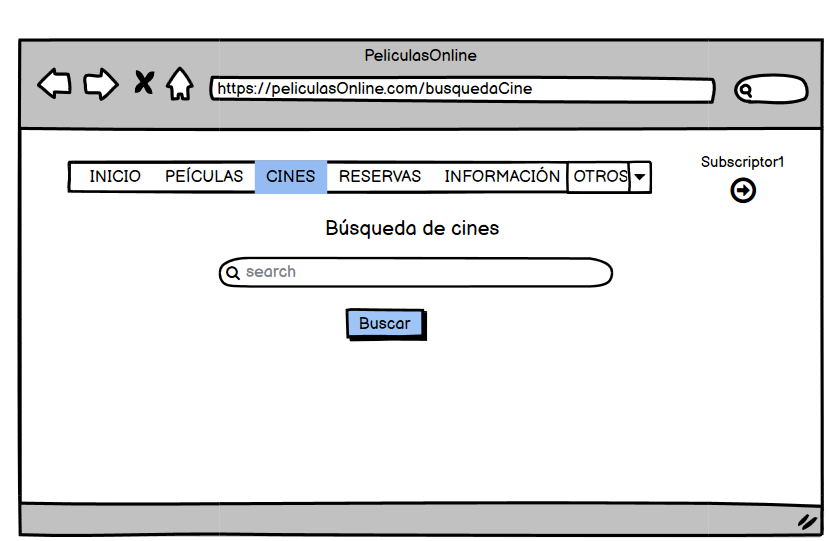 PeliculasOnline
https://peliculasOnline.com/busquedaCine
Subscriptor1
INICIO PEÍCULAS CINES RESERVAS INFORMACIÓN OTROS
Búsqueda de cines
search
Buscar